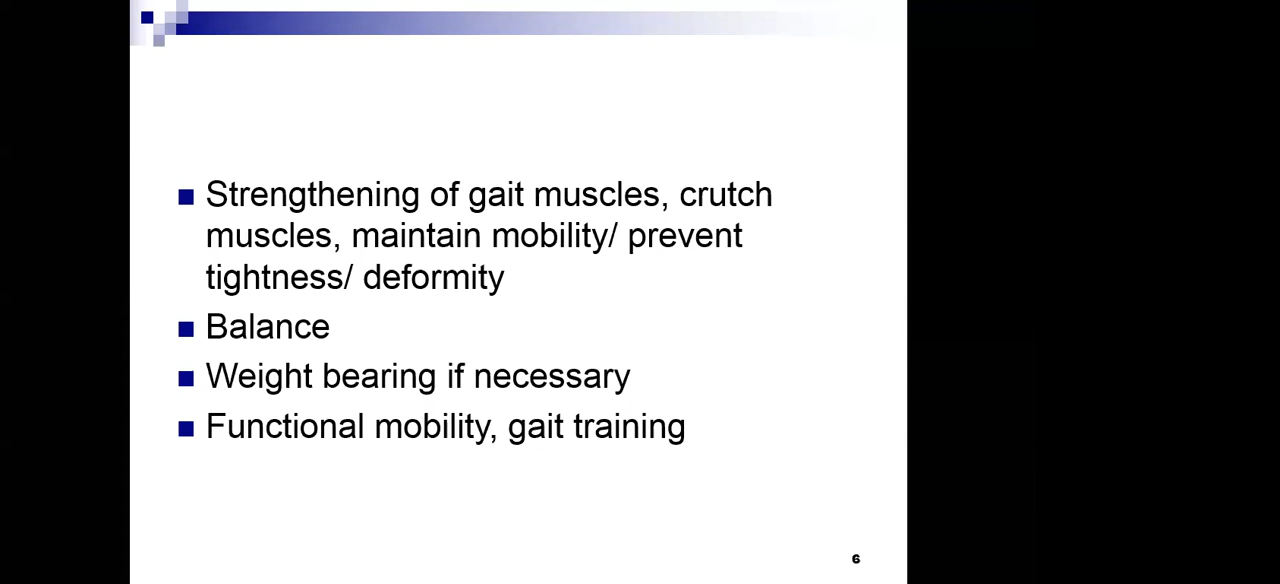 Strengthening of gait muscles, crutch
muscles, maintain mobility/ prevent
tightness/ deformity
Balance
Weight bearing if necessary
Functional mobility, gait training
6